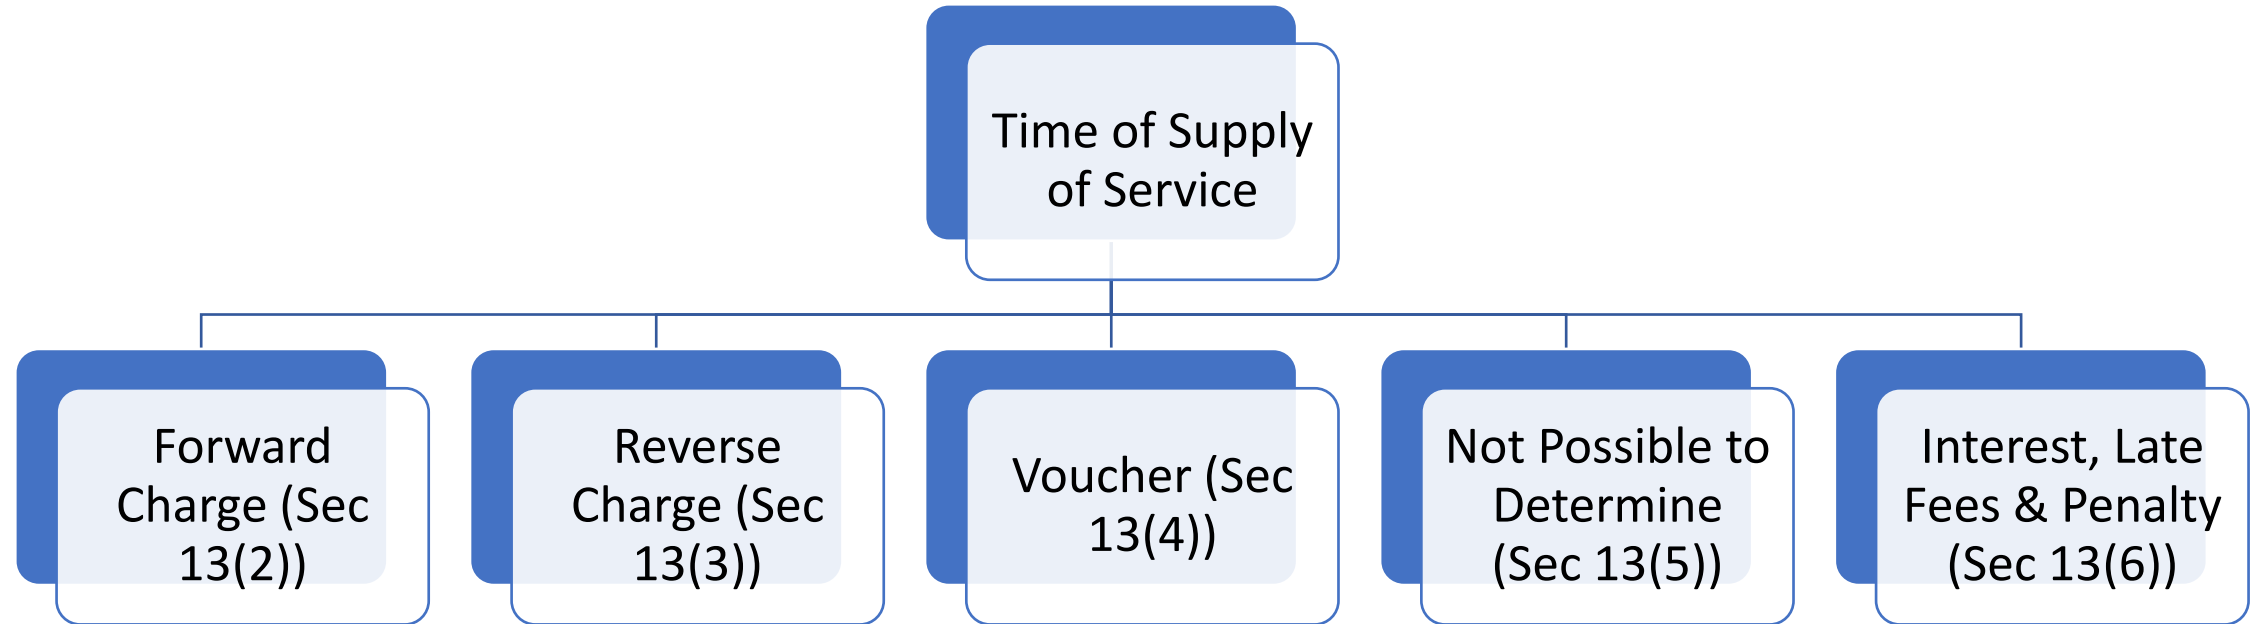 Time of Supply
of Service
Forward
Charge (Sec
13(2))
Reverse
Charge (Sec
13(3))
Voucher (Sec
13(4))
Not Possible to
Determine
(Sec 13(5))
Interest, Late
Fees & Penalty
(Sec 13(6))